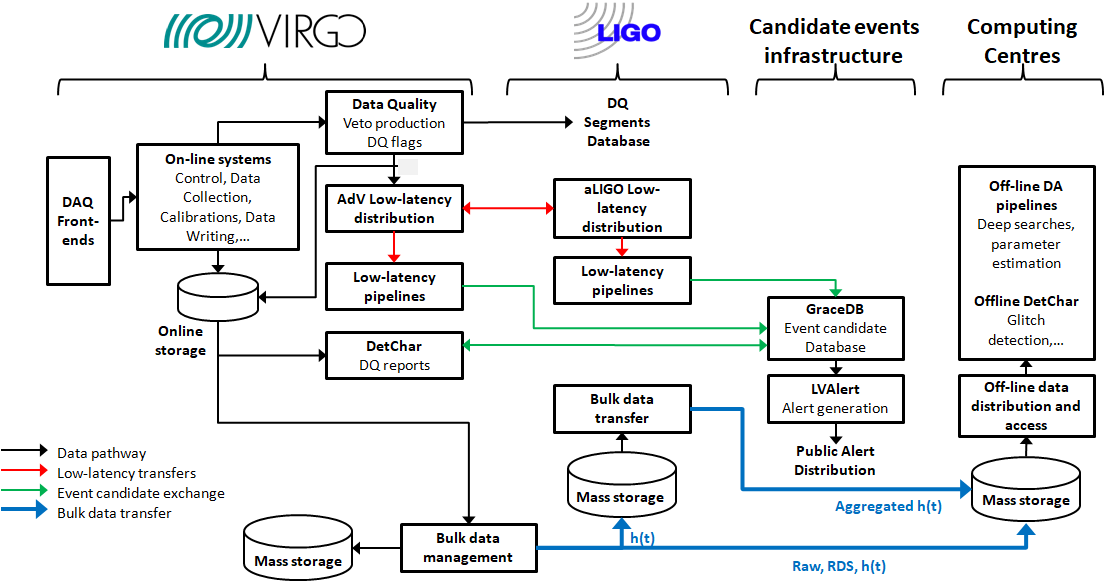 VIRGO
LIGO
Candidate events
infrastructure
Computing
Centres
Data Quality
Veto production
DQ flags
DQ
Segments
Database
DAQ
Front-
ends
On-line systems
Control, Data
Collection,
Calibrations, Data
Writing,...
AdV Low-latency
distribution
aLIGO Low-
latency
distribution
Low-latency
pipelines
Low-latency
pipelines
Online
storage
DetChar
DQ reports
GraceDB
Event candidate
Database
LVAlert
Alert generation
Public Alert
Distribution
Off-line DA
pipelines
Deep searches,
parameter
estimation
Offline DetChar
Glitch
detection,...
Off-line data
distribution and
access
Bulk data
transfer
Mass storage
Mass storage
Aggregated h(t)
Data pathway
Low-latency transfers
Event candidate exchange
Bulk data transfer
Mass storage
Bulk data
management
h(t)
Raw, RDS, h(t)